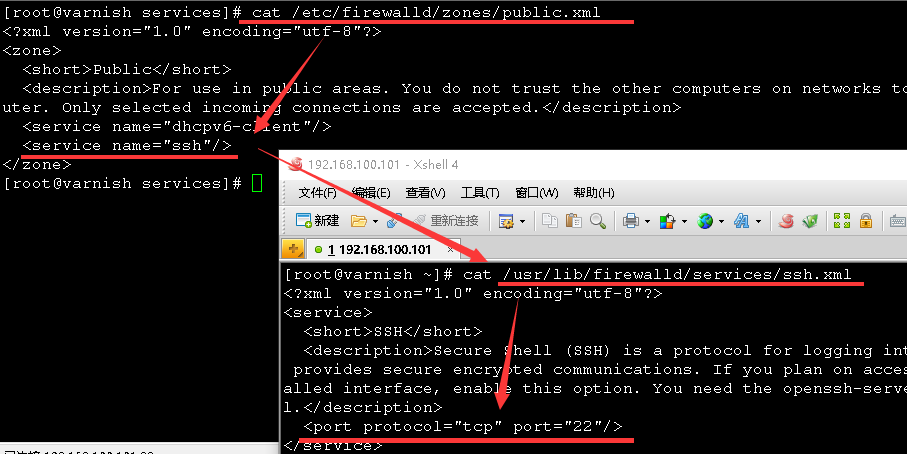 [root@varnish services]# cat /etc/firewalld/zones/public.xml
<?xml version="1.0" encoding="utf-8"?>
<zone>
  <short>Public</short>
  <description>For use in public areas. You do not trust the other computers on networks to
uter. Only selected incoming connections are accepted.</description>
  <service name="dhcpv6-client"/>
  <service name="ssh"/>
</zone>
[root@varnish services]#
192.168.100.101 - Xshell 4
文件(F) 编辑(E) 查看(V) 工具(T) 窗口(W) 帮助(H)
新建 重新连接
1 192.168.100.101 ×
[root@varnish ~]# cat /usr/lib/firewalld/services/ssh.xml
<?xml version="1.0" encoding="utf-8"?>
<service>
  <short>SSH</short>
  <description>Secure Shell (SSH) is a protocol for logging int
 provides secure encrypted communications. If you plan on acces
alled interface, enable this option. You need the openssh-serve
l.</description>
  <port protocol="tcp" port="22"/>
</service>